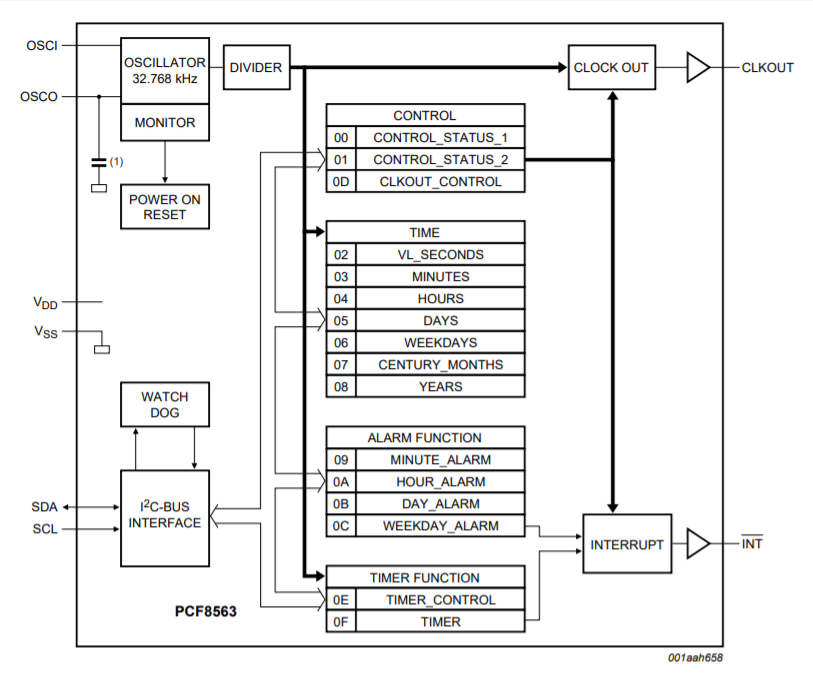 OSCI
OSCO
OSCILLATOR
32.768 kHz
MONITOR
DIVIDER
CLOCK OUT
CLKOUT
(1)
POWER ON
RESET
CONTROL
00 CONTROL_STATUS_1
01 CONTROL_STATUS_2
0D CLKOUT_CONTROL
TIME
02 VL_SECONDS
03 MINUTES
04 HOURS
05 DAYS
06 WEEKDAYS
07 CENTURY_MONTHS
08 YEARS
VDD
VSS
WATCH
DOG
SDA
SCL
I2C-BUS
INTERFACE
ALARM FUNCTION
09 MINUTE_ALARM
0A HOUR_ALARM
0B DAY_ALARM
0C WEEKDAY_ALARM
INTERRUPT
INT
TIMER FUNCTION
0E TIMER_CONTROL
0F TIMER
PCF8563
001aah658